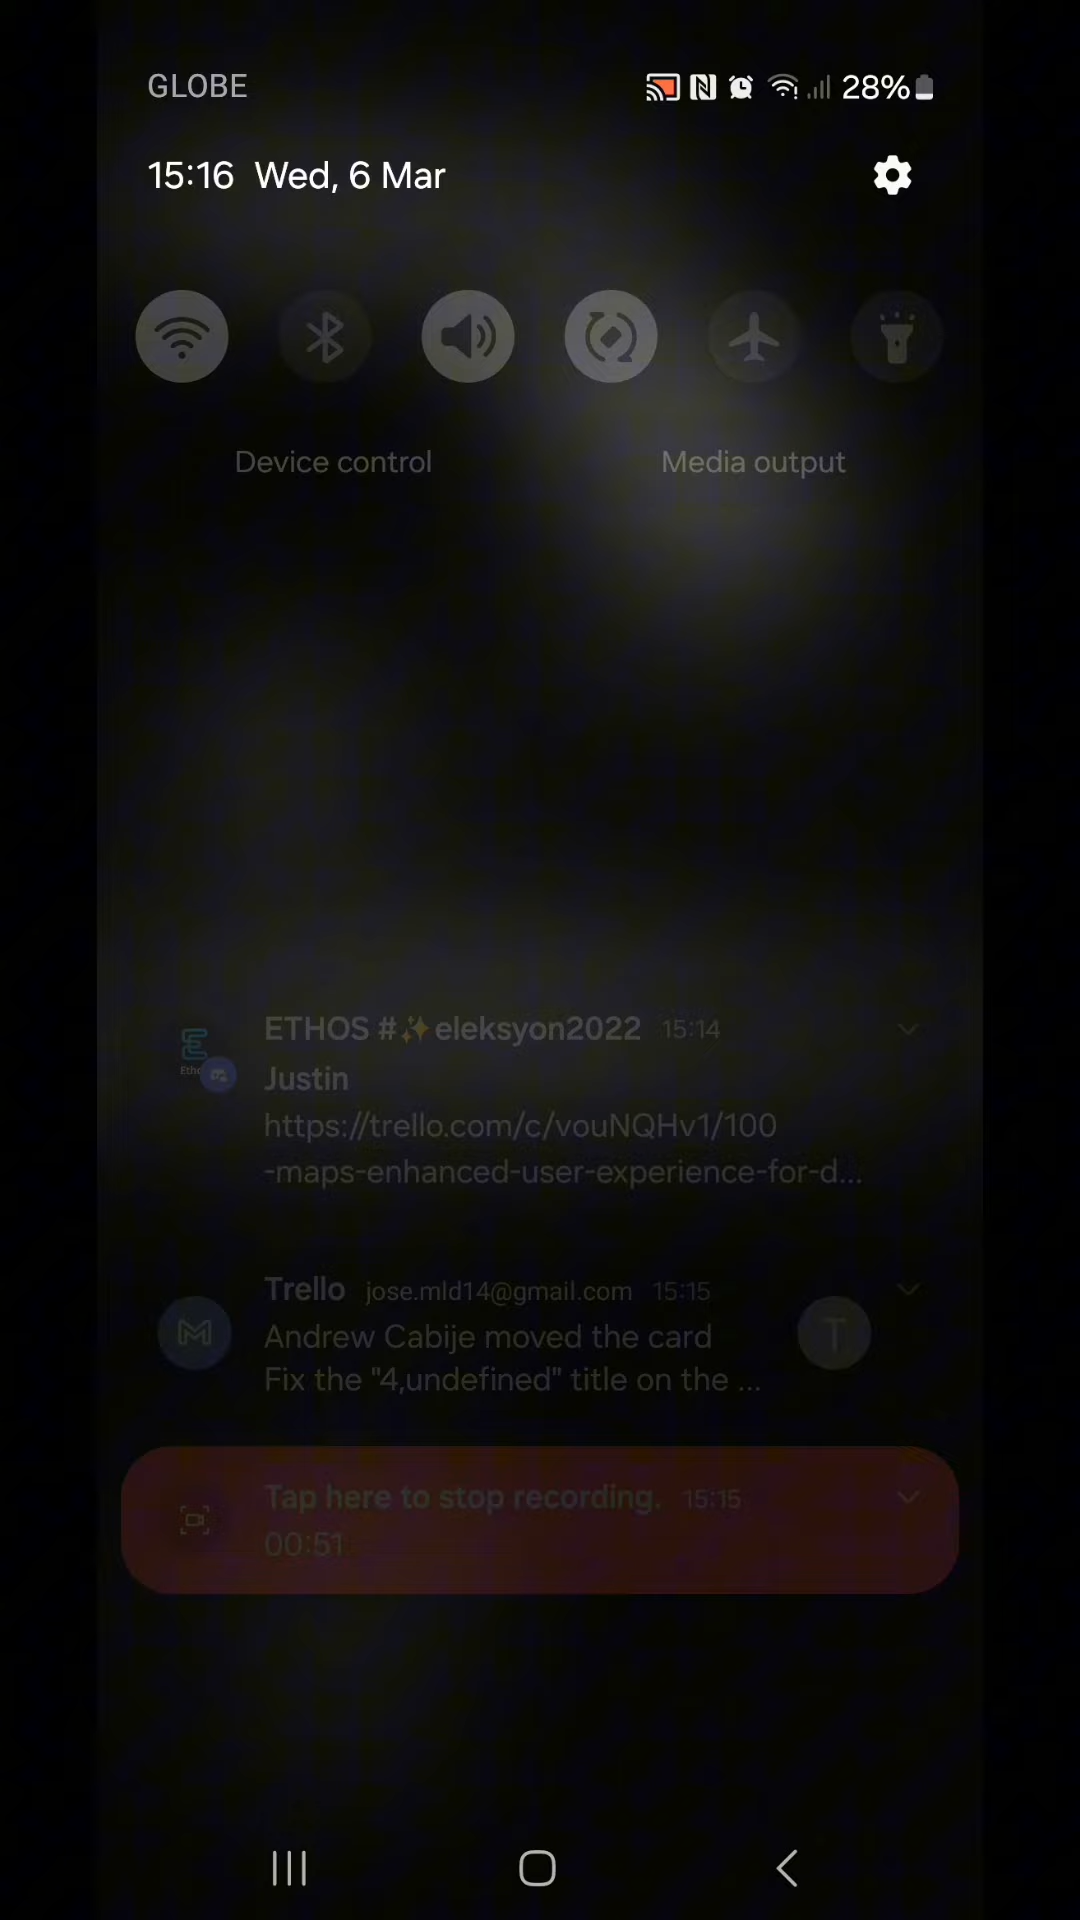 GLOBE
28%
15:16 Wed, 6 Mar
Device control
Media output
ETHOS #✨eleksyon2022 15:14
Justin
https://trello.com/c/vouNQHv1/100
-maps-enhanced-user-experience-for-d...
Trello jose.mld14@gmail.com 15:15
Andrew Cabije moved the card
Fix the "4,undefined" title on the ...
T
Tap here to stop recording. 15:15
00:51